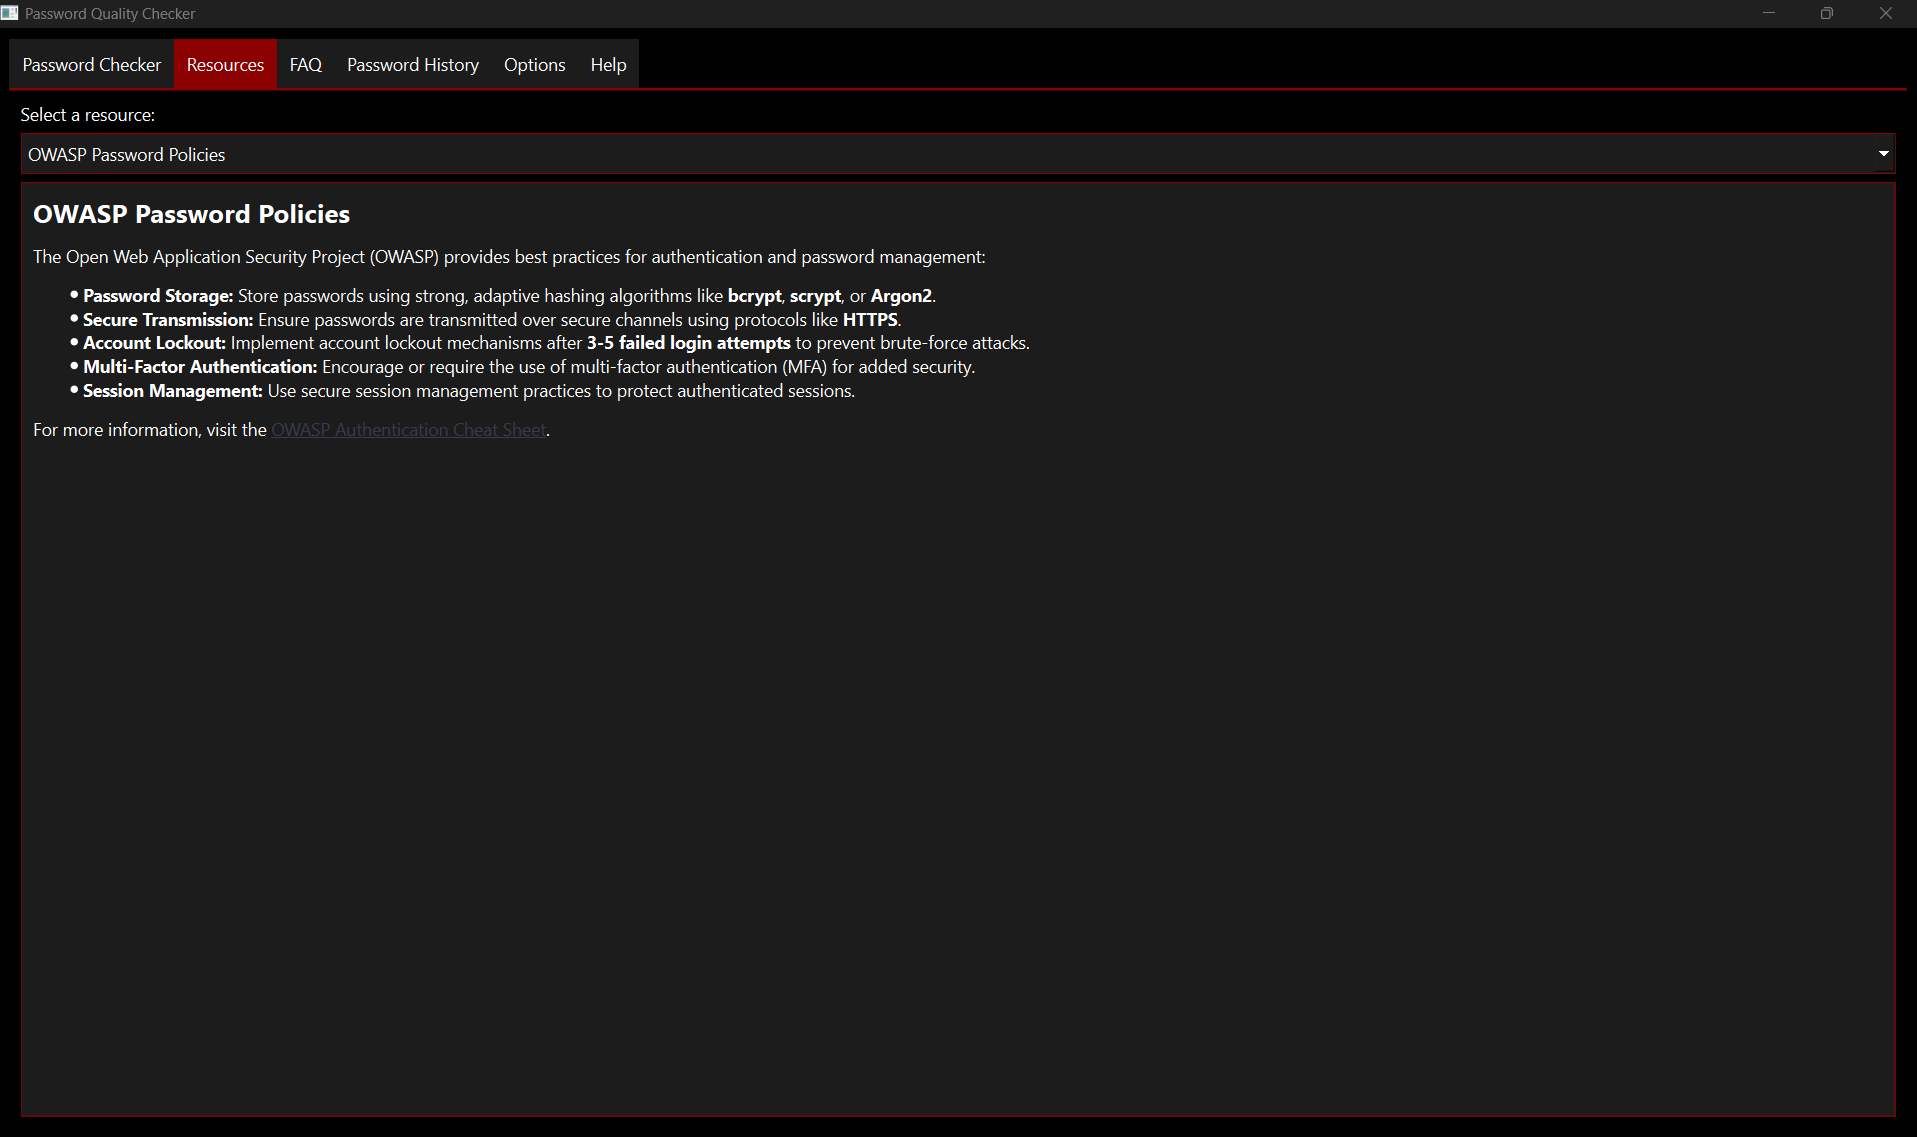 Password Quality Checker
Password Checker Resources FAQ Password History Options Help
Select a resource:
OWASP Password Policies
OWASP Password Policies
The Open Web Application Security Project (OWASP) provides best practices for authentication and password management:
• Password Storage: Store passwords using strong, adaptive hashing algorithms like bcrypt, scrypt, or Argon2.
• Secure Transmission: Ensure passwords are transmitted over secure channels using protocols like HTTPS.
• Account Lockout: Implement account lockout mechanisms after 3-5 failed login attempts to prevent brute-force attacks.
• Multi-Factor Authentication: Encourage or require the use of multi-factor authentication (MFA) for added security.
• Session Management: Use secure session management practices to protect authenticated sessions.
For more information, visit the OWASP Authentication Cheat Sheet.